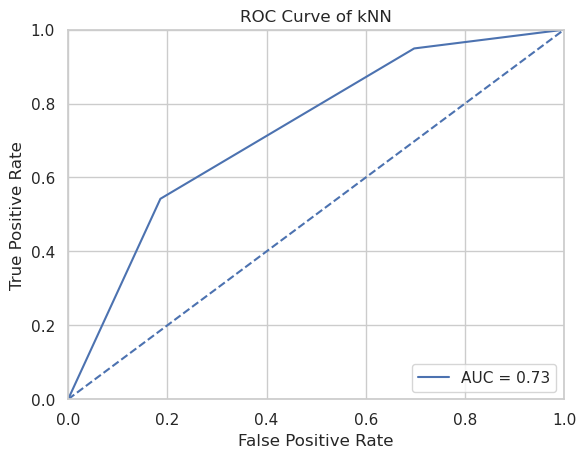 ROC Curve of kNN
True Positive Rate
1.0
0.8
0.6
0.4
0.2
0.0
AUC = 0.73
0.0 0.2 0.4 0.6 0.8 1.0
False Positive Rate